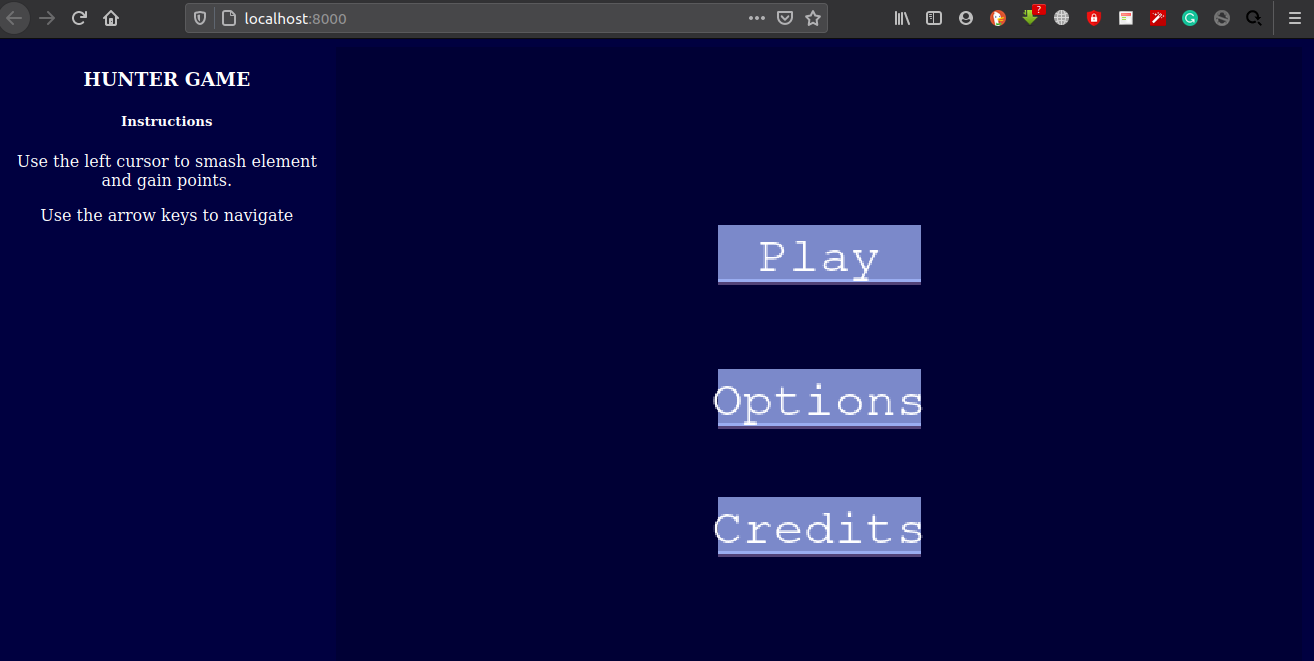 localhost:8000
?
HUNTER GAME
Instructions
Use the left cursor to smash element
and gain points.
Use the arrow keys to navigate
Play
Options
Credits